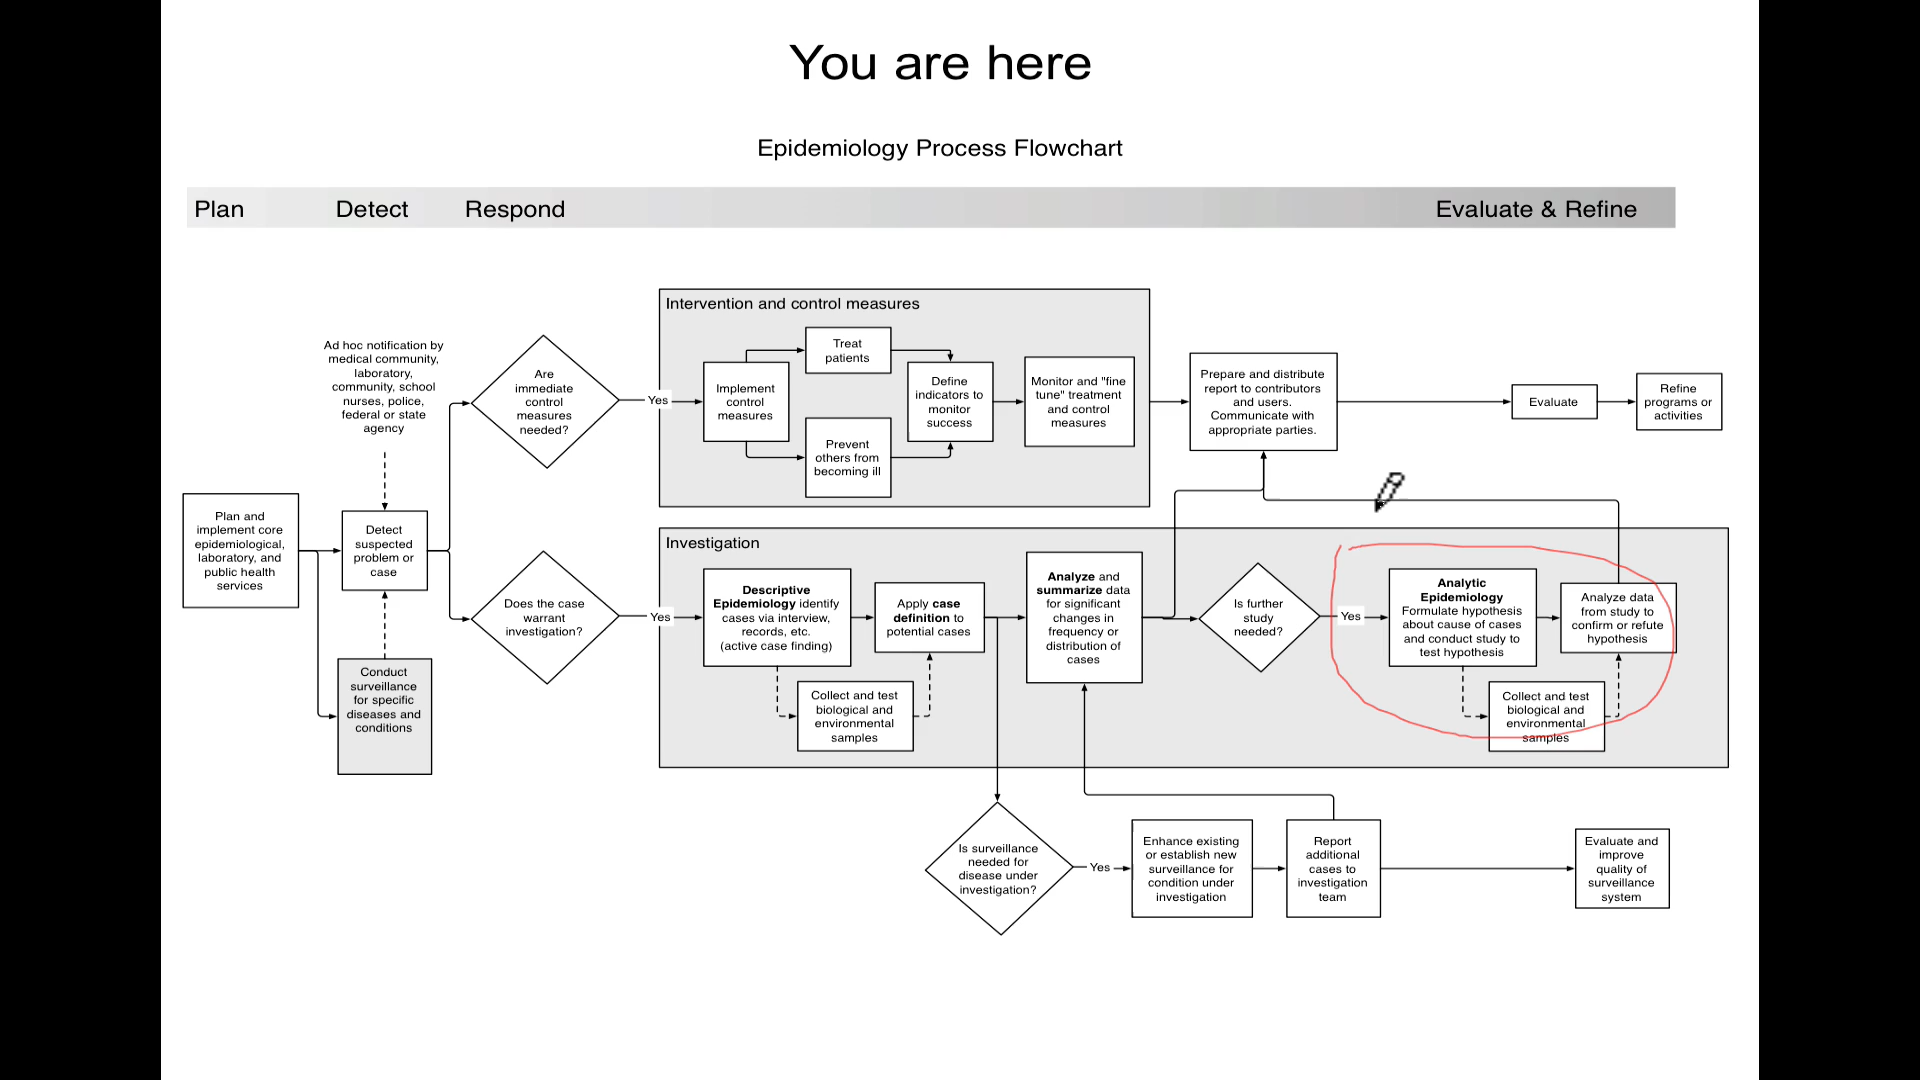 You are here
Epidemiology Process Flowchart
Plan Detect Respond Evaluate & Refine
Ad hoc notification by
medical community,
laboratory,
community, school
nurses, police,
federal or state
agency
Plan and
implement core
epidemiological,
laboratory, and
public health
services
Detect
suspected
problem or
case
Conduct
surveillance
for specific
diseases and
conditions
Are
immediate
control
measures
needed?
Yes
Intervention and control measures
Implement
control
measures
Treat
patients
Prevent
others from
becoming ill
Define
indicators to
monitor
success
Monitor and "fine
tune" treatment
and control
measures
Prepare and distribute
report to contributors
and users.
Communicate with
appropriate parties.
Evaluate
Refine
programs or
activities
Does the case
warrant
investigation?
Yes
Investigation
Descriptive
Epidemiology identify
cases via interview,
records, etc.
(active case finding)
Collect and test
biological and
environmental
samples
Apply case
definition to
potential cases
Analyze and
summarize data
for significant
changes in
frequency or
distribution of
cases
Is further
study
needed?
Yes
Analytic
Epidemiology
Formulate hypothesis
about cause of cases
and conduct study to
test hypothesis
Collect and test
biological and
environmental
samples
Analyze data
from study to
confirm or refute
hypothesis
Is surveillance
needed for
disease under
investigation?
Yes
Enhance existing
or establish new
surveillance for
condition under
investigation
Report
additional
cases to
investigation
team
Evaluate and
improve
quality of
surveillance
system